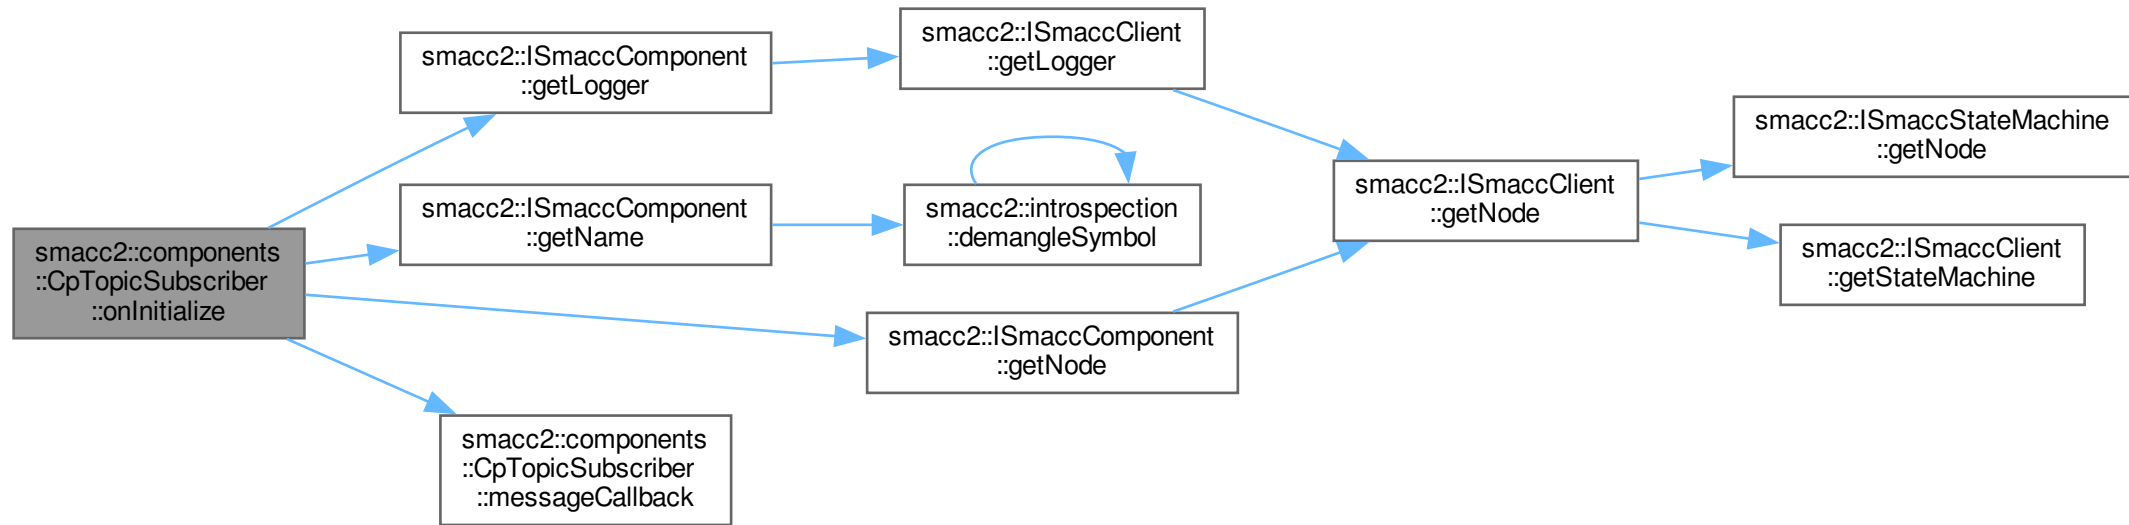 smacc2::components
::CpTopicSubscriber
::onInitialize
smacc2::ISmaccComponent
::getLogger
smacc2::ISmaccClient
::getLogger
smacc2::ISmaccComponent
::getName
smacc2::introspection
::demangleSymbol
smacc2::ISmaccComponent
::getNode
smacc2::components
::CpTopicSubscriber
::messageCallback
smacc2::ISmaccClient
::getNode
smacc2::ISmaccStateMachine
::getNode
smacc2::ISmaccClient
::getStateMachine